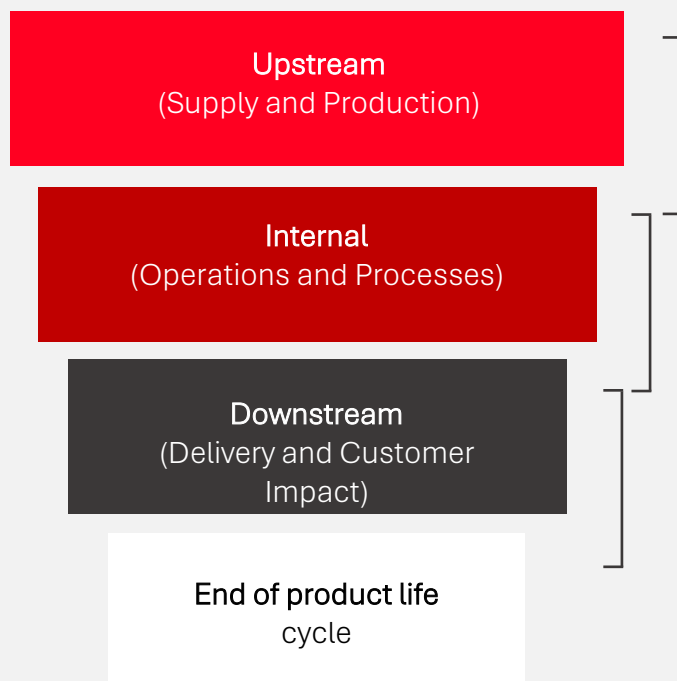 Upstream
(Supply and Production)
Internal
(Operations and Processes)
Downstream
(Delivery and Customer
Impact)
End of product life
cycle